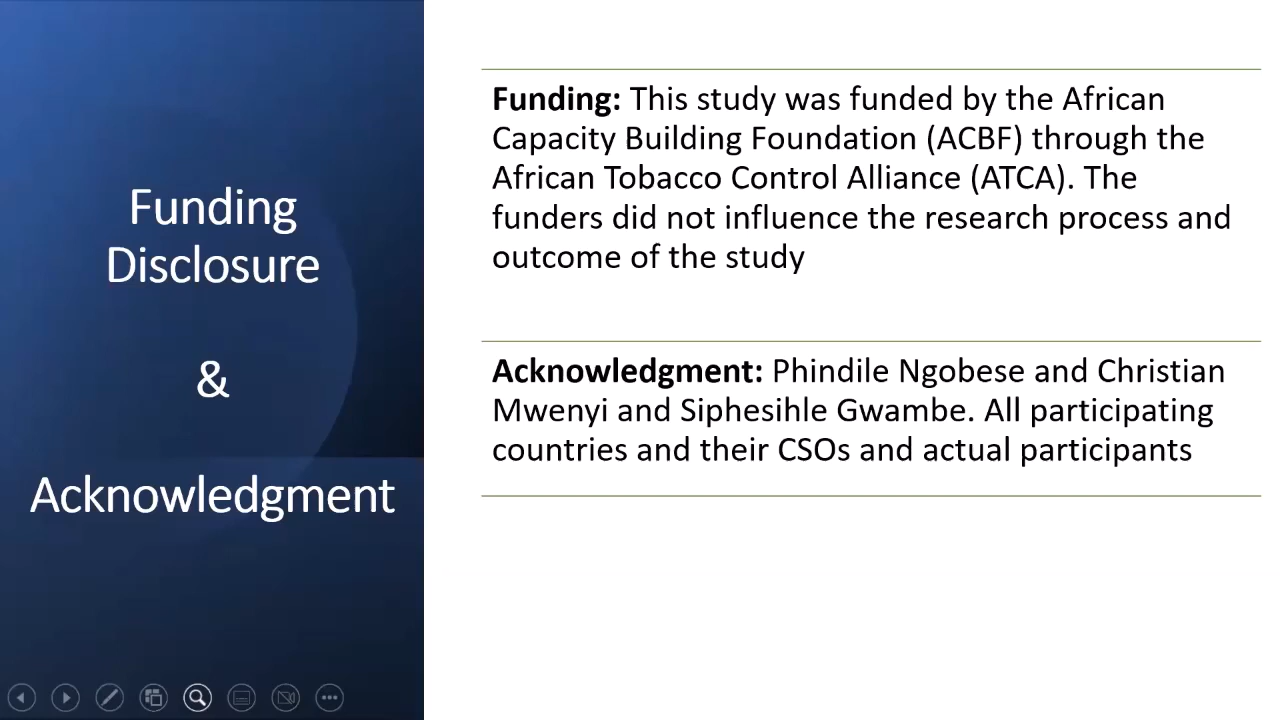 Funding
Disclosure
&
Acknowledgment
Funding: This study was funded by the African
Capacity Building Foundation (ACBF) through the
African Tobacco Control Alliance (ATCA). The
funders did not influence the research process and
outcome of the study
Acknowledgment: Phindile Ngobese and Christian
Mwenyi and Siphesihle Gwambe. All participating
countries and their CSOs and actual participants